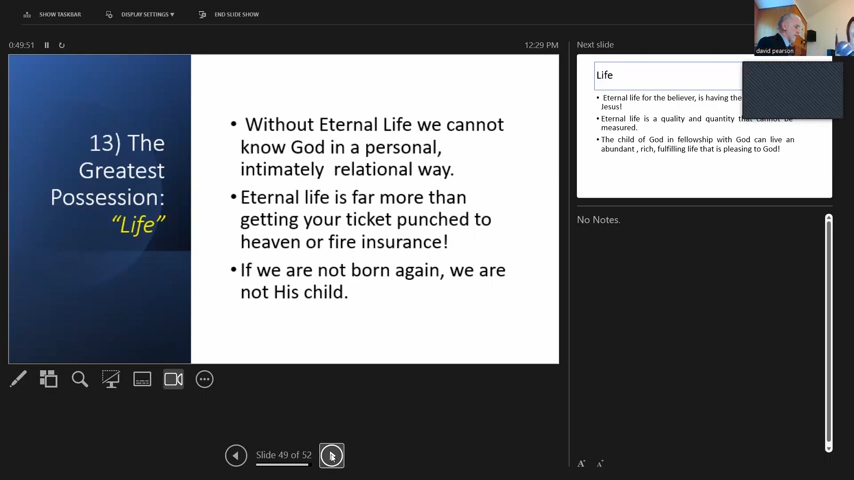 SHOW TASKBAR
DISPLAY SETTINGS ▼
END SLIDE SHOW
0:49:51
12:29 PM
13) The
Greatest
Possession:
“Life”
• Without Eternal Life we cannot
know God in a personal,
intimately relational way.
• Eternal life is far more than
getting your ticket punched to
heaven or fire insurance!
• If we are not born again, we are
not His child.
Slide 49 of 52
Next slide
Life
• Eternal life for the believer, is having the
Jesus!
• Eternal life is a quality and quantity that cannot be
measured.
• The child of God in fellowship with God can live an
abundant , rich, fulfilling life that is pleasing to God!
No Notes.
A A
david pearson